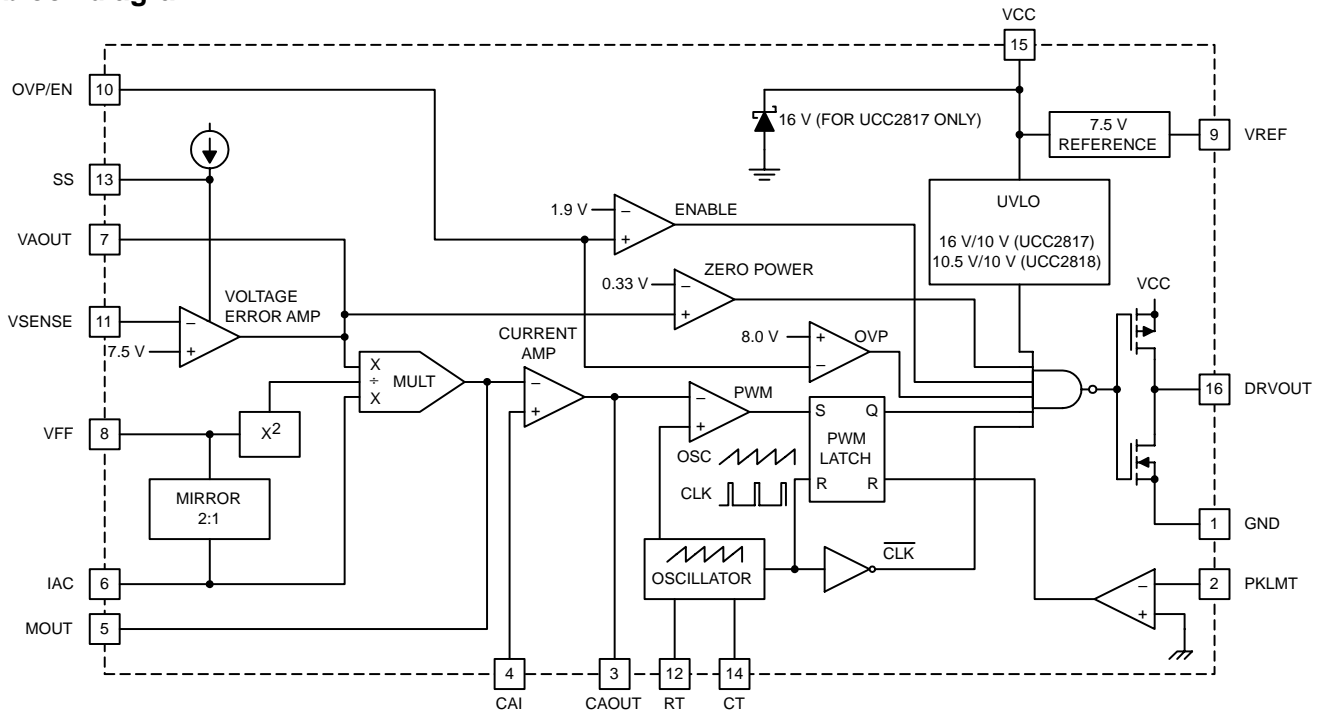 VCC
15
OVP/EN
10
16 V (FOR UCC2817 ONLY)
7.5 V
REFERENCE
9
VREF
SS
13
UVLO
16 V/10 V (UCC2817)
10.5 V/10 V (UCC2818)
1.9 V
−
+
ENABLE
VAOUT
7
0.33 V
−
+
ZERO POWER
VCC
VSENSE
11
−
+
7.5 V
VOLTAGE
ERROR AMP
8.0 V
+
−
OVP
CURRENT
AMP
X
÷
X
MULT
−
+
−
+
PWM
16
DRVOUT
S
Q
PWM
LATCH
R
R
VFF
8
X2
OSC
CLK
MIRROR
2:1
1
GND
OSCILLATOR
CLK
IAC
6
−
+
2
PKLMT
MOUT
5
4
3
12
14
CAI
CAOUT
RT
CT